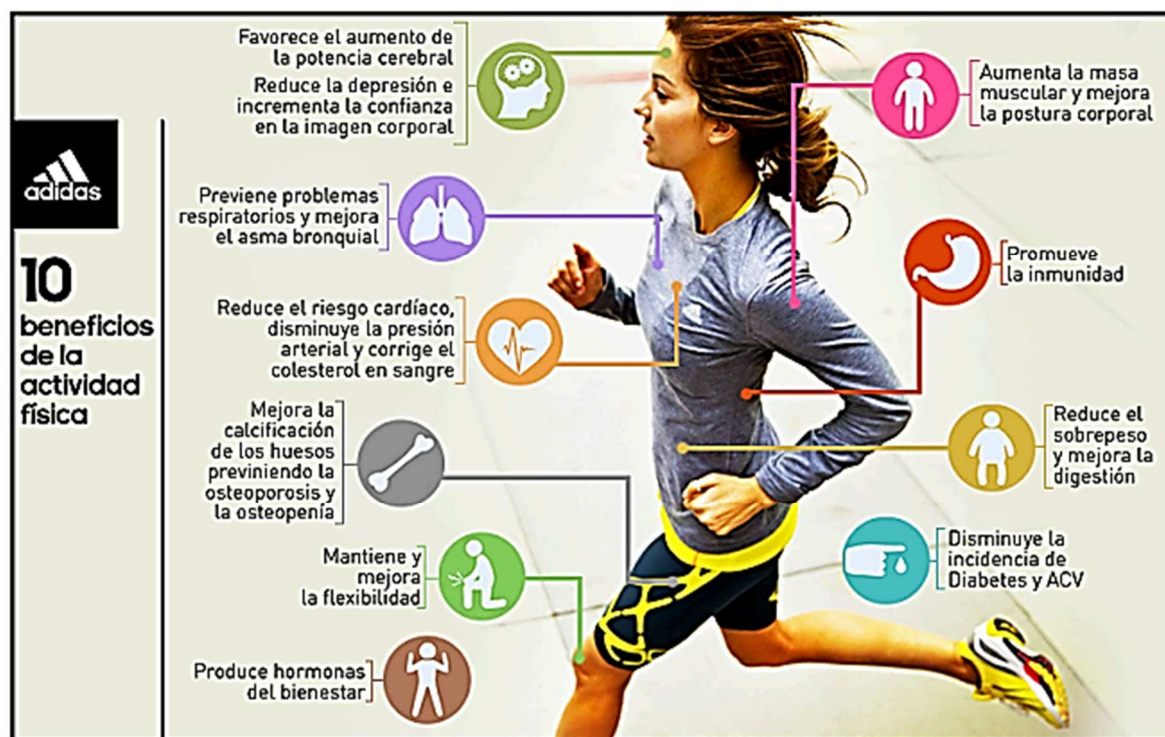 adidas
10
beneficios
de la
actividad
física
Favorece el aumento de
la potencia cerebral
Reduce la depresión e
incrementa la confianza
en la imagen corporal
Previene problemas
respiratorios y mejora
el asma bronquial
Reduce el riesgo cardíaco,
disminuye la presión
arterial y corrige el
colesterol en sangre
Mejora la
calcificación
de los huesos
previniendo la
osteoporosis y
la osteopenía
Mantiene y
mejora
la flexibilidad
Produce hormonas
del bienestar
Aumenta la masa
muscular y mejora
la postura corporal
Promueve
la inmunidad
Reduce el
sobrepeso
y mejora la
digestión
Disminuye la
incidencia de
Diabetes y ACV